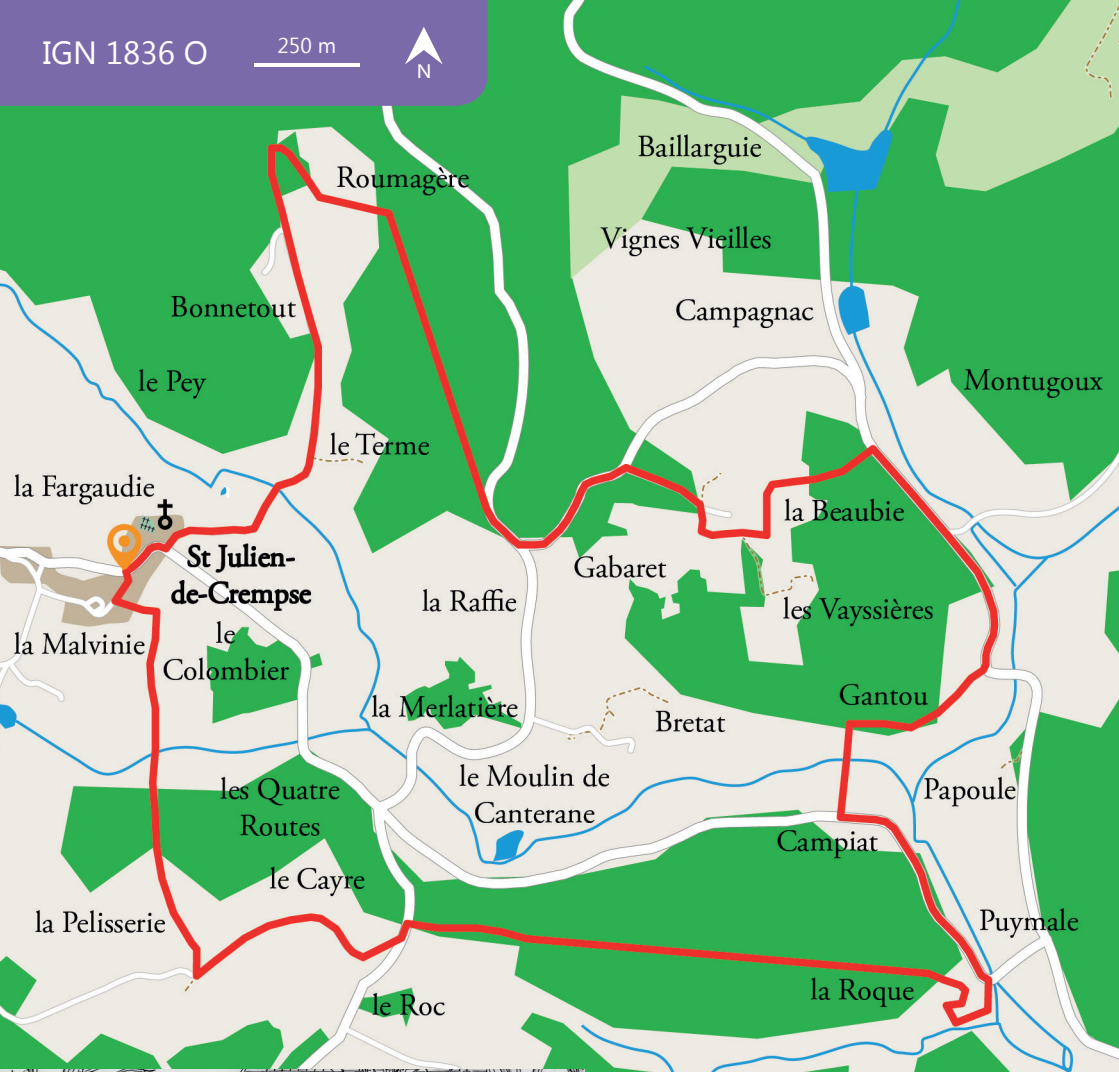 IGN 1836 O
250 m
N
Baillarguie
Roumagère
Vignes Vieilles
Bonnetout
Campagnac
le Pey
Montugoux
le Terme
la Fargaudie
la Beaubie
St Julien-
de-Crempse
Gabaret
la Raffie
les Vayssières
la Malvinie
le
Colombier
Gantou
la Merlatière
Bretat
les Quatre
Routes
le Moulin de
Canterane
Papoule
Campiat
le Cayre
la Pelisserie
Puymale
la Roque
le Roc